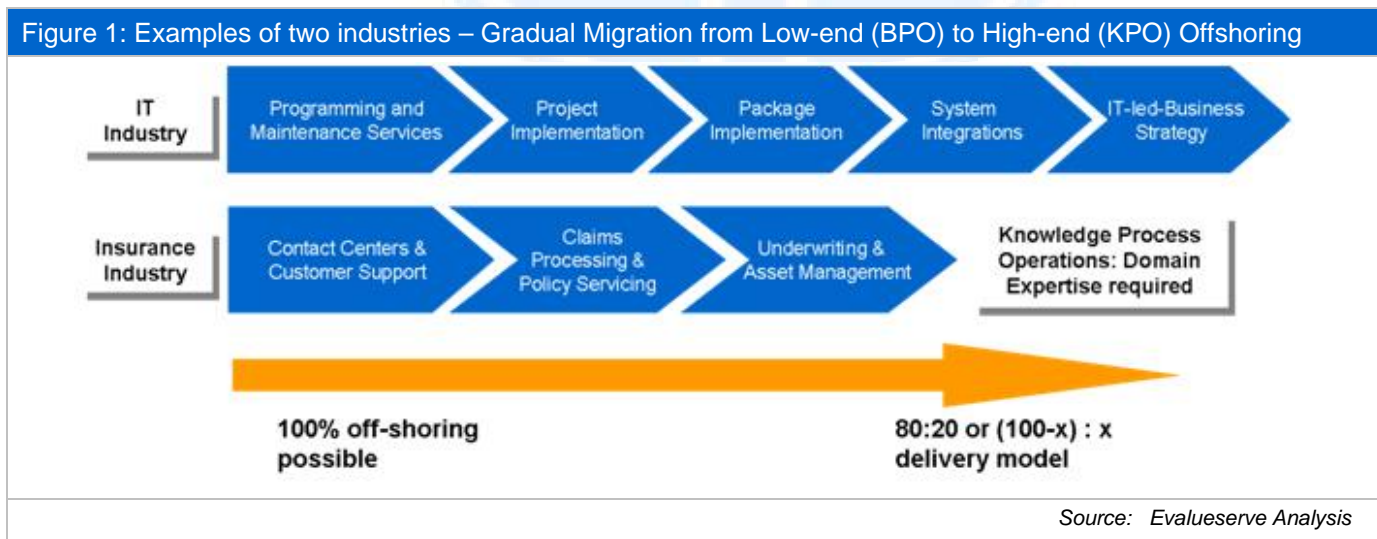 Figure 1: Examples of two industries – Gradual Migration from Low-end (BPO) to High-end (KPO) Offshoring
IT
Industry
Programming and
Maintenance Services
Project
Implementation
Package
Implementation
System
Integrations
IT-led-Business
Strategy
Insurance
Industry
Contact Centers &
Customer Support
Claims
Processing &
Policy Servicing
Underwriting &
Asset Management
Knowledge Process
Operations: Domain
Expertise required
100% off-shoring
possible
80:20 or (100-x) : x
delivery model
Source: Evalueserve Analysis